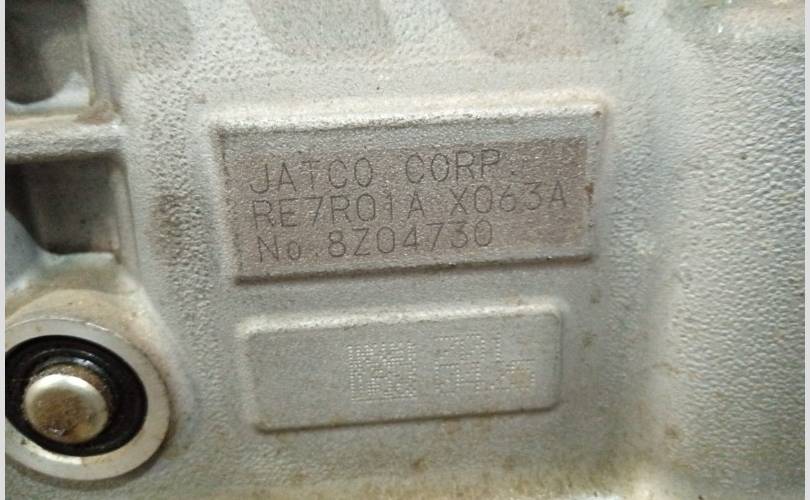 JATCO CORP.
RE7R01A X063A
No.8Z04730